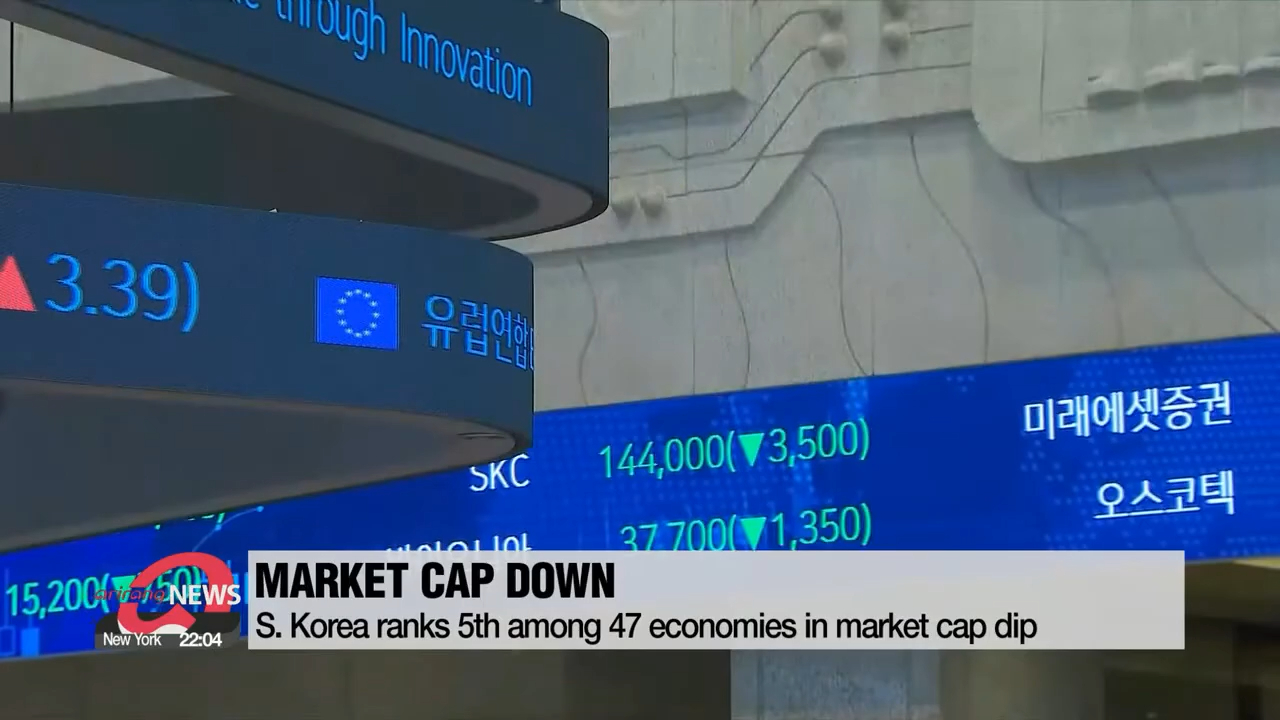 through Innovation
▲3.39)
유럽연합
미래에셋증권
SKC 144,000(▼3,500)
오스코텍
37,700(▼1,350)
15,200(▼
arirang NEWS
New York 22:04
MARKET CAP DOWN
S. Korea ranks 5th among 47 economies in market cap dip